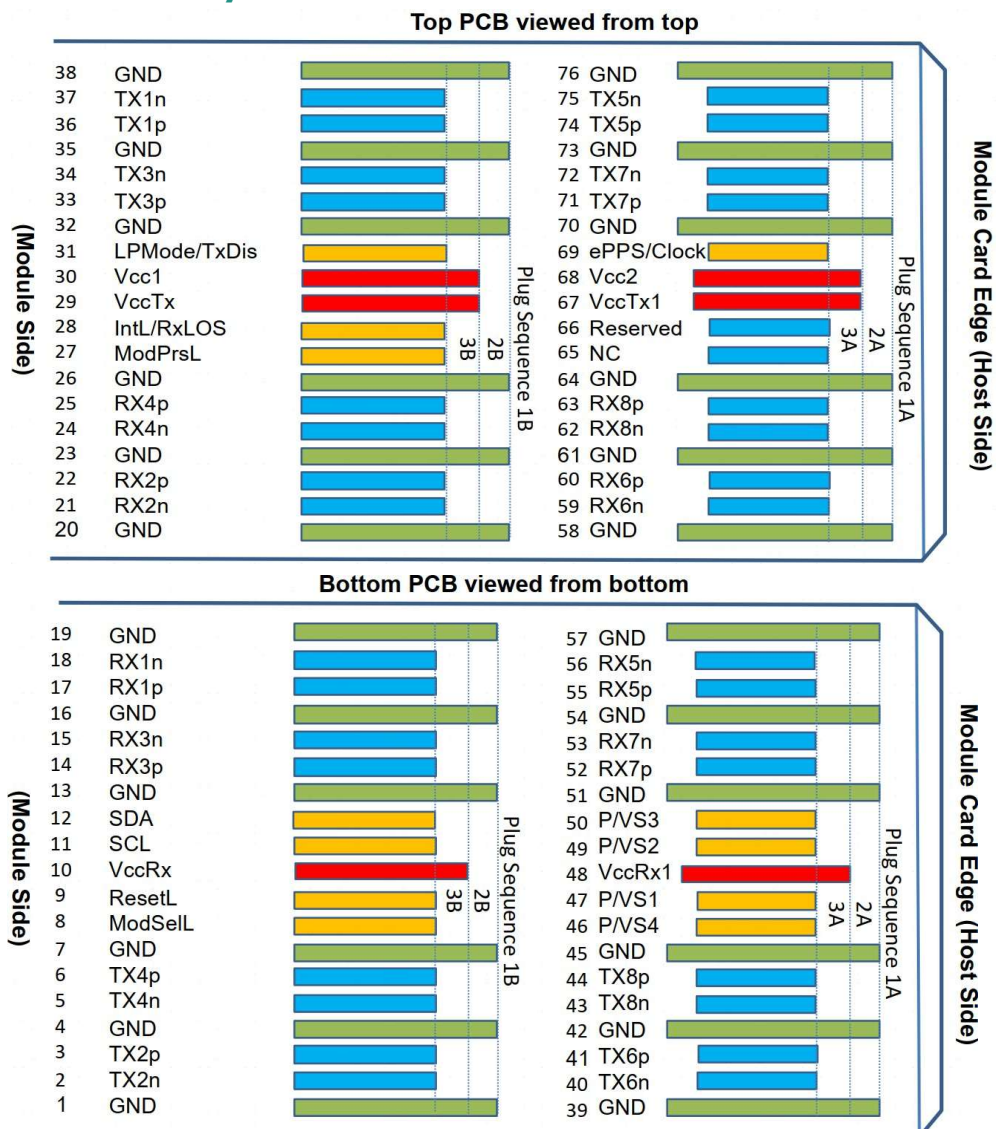 Top PCB viewed from top
38 GND 76 GND
37 TX1n 75 TX5n
36 TX1p 74 TX5p
35 GND 73 GND
34 TX3n 72 TX7n
33 TX3p 71 TX7p
32 GND 70 GND
31 LPMode/TxDis 69 ePPS/Clock
30 Vcc1 68 Vcc2
29 VccTx 67 VccTx1
28 IntL/RxLOS 66 Reserved
27 ModPrsL 65 NC
26 GND 64 GND
25 RX4p 63 RX8p
24 RX4n 62 RX8n
23 GND 61 GND
22 RX2p 60 RX6p
21 RX2n 59 RX6n
20 GND 58 GND
(Module Side)
3B
2B
Plug Sequence 1B
3A
2A
Plug Sequence 1A
Module Card Edge (Host Side)
Bottom PCB viewed from bottom
19 GND 57 GND
18 RX1n 56 RX5n
17 RX1p 55 RX5p
16 GND 54 GND
15 RX3n 53 RX7n
14 RX3p 52 RX7p
13 GND 51 GND
12 SDA 50 P/VS3
11 SCL 49 P/VS2
10 VccRx 48 VccRx1
9 ResetL 47 P/VS1
8 ModSelL 46 P/VS4
7 GND 45 GND
6 TX4p 44 TX8p
5 TX4n 43 TX8n
4 GND 42 GND
3 TX2p 41 TX6p
2 TX2n 40 TX6n
1 GND 39 GND
(Module Side)
3B
2B
Plug Sequence 1B
3A
2A
Plug Sequence 1A
Module Card Edge (Host Side)